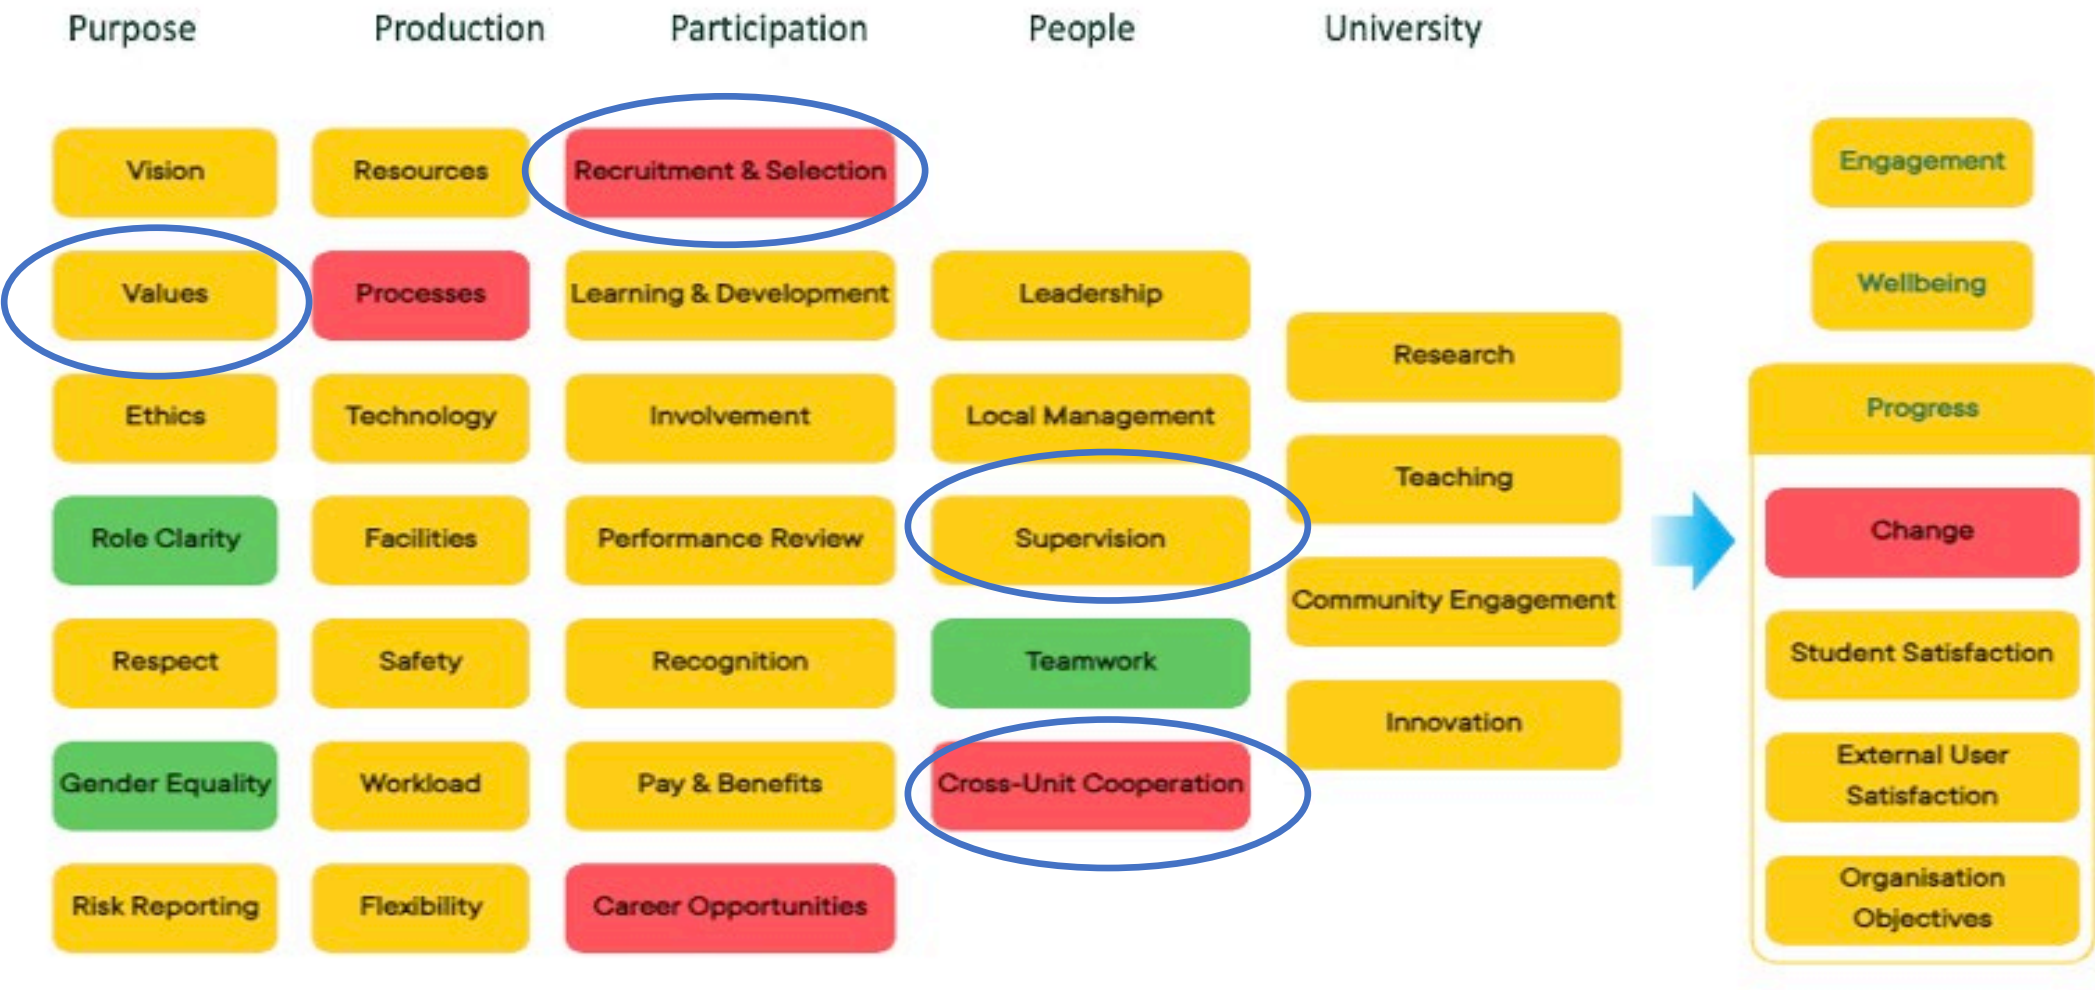 Purpose
Production
Participation
People
University
Vision
Values
Ethics
Role Clarity
Respect
Gender Equality
Risk Reporting
Resources
Processes
Technology
Facilities
Safety
Workload
Flexibility
Recruitment & Selection
Learning & Development
Involvement
Performance Review
Recognition
Pay & Benefits
Career Opportunities
Leadership
Local Management
Supervision
Teamwork
Cross-Unit Cooperation
Research
Teaching
Community Engagement
Innovation
Engagement
Wellbeing
Progress
Change
Student Satisfaction
External User
Satisfaction
Organisation
Objectives